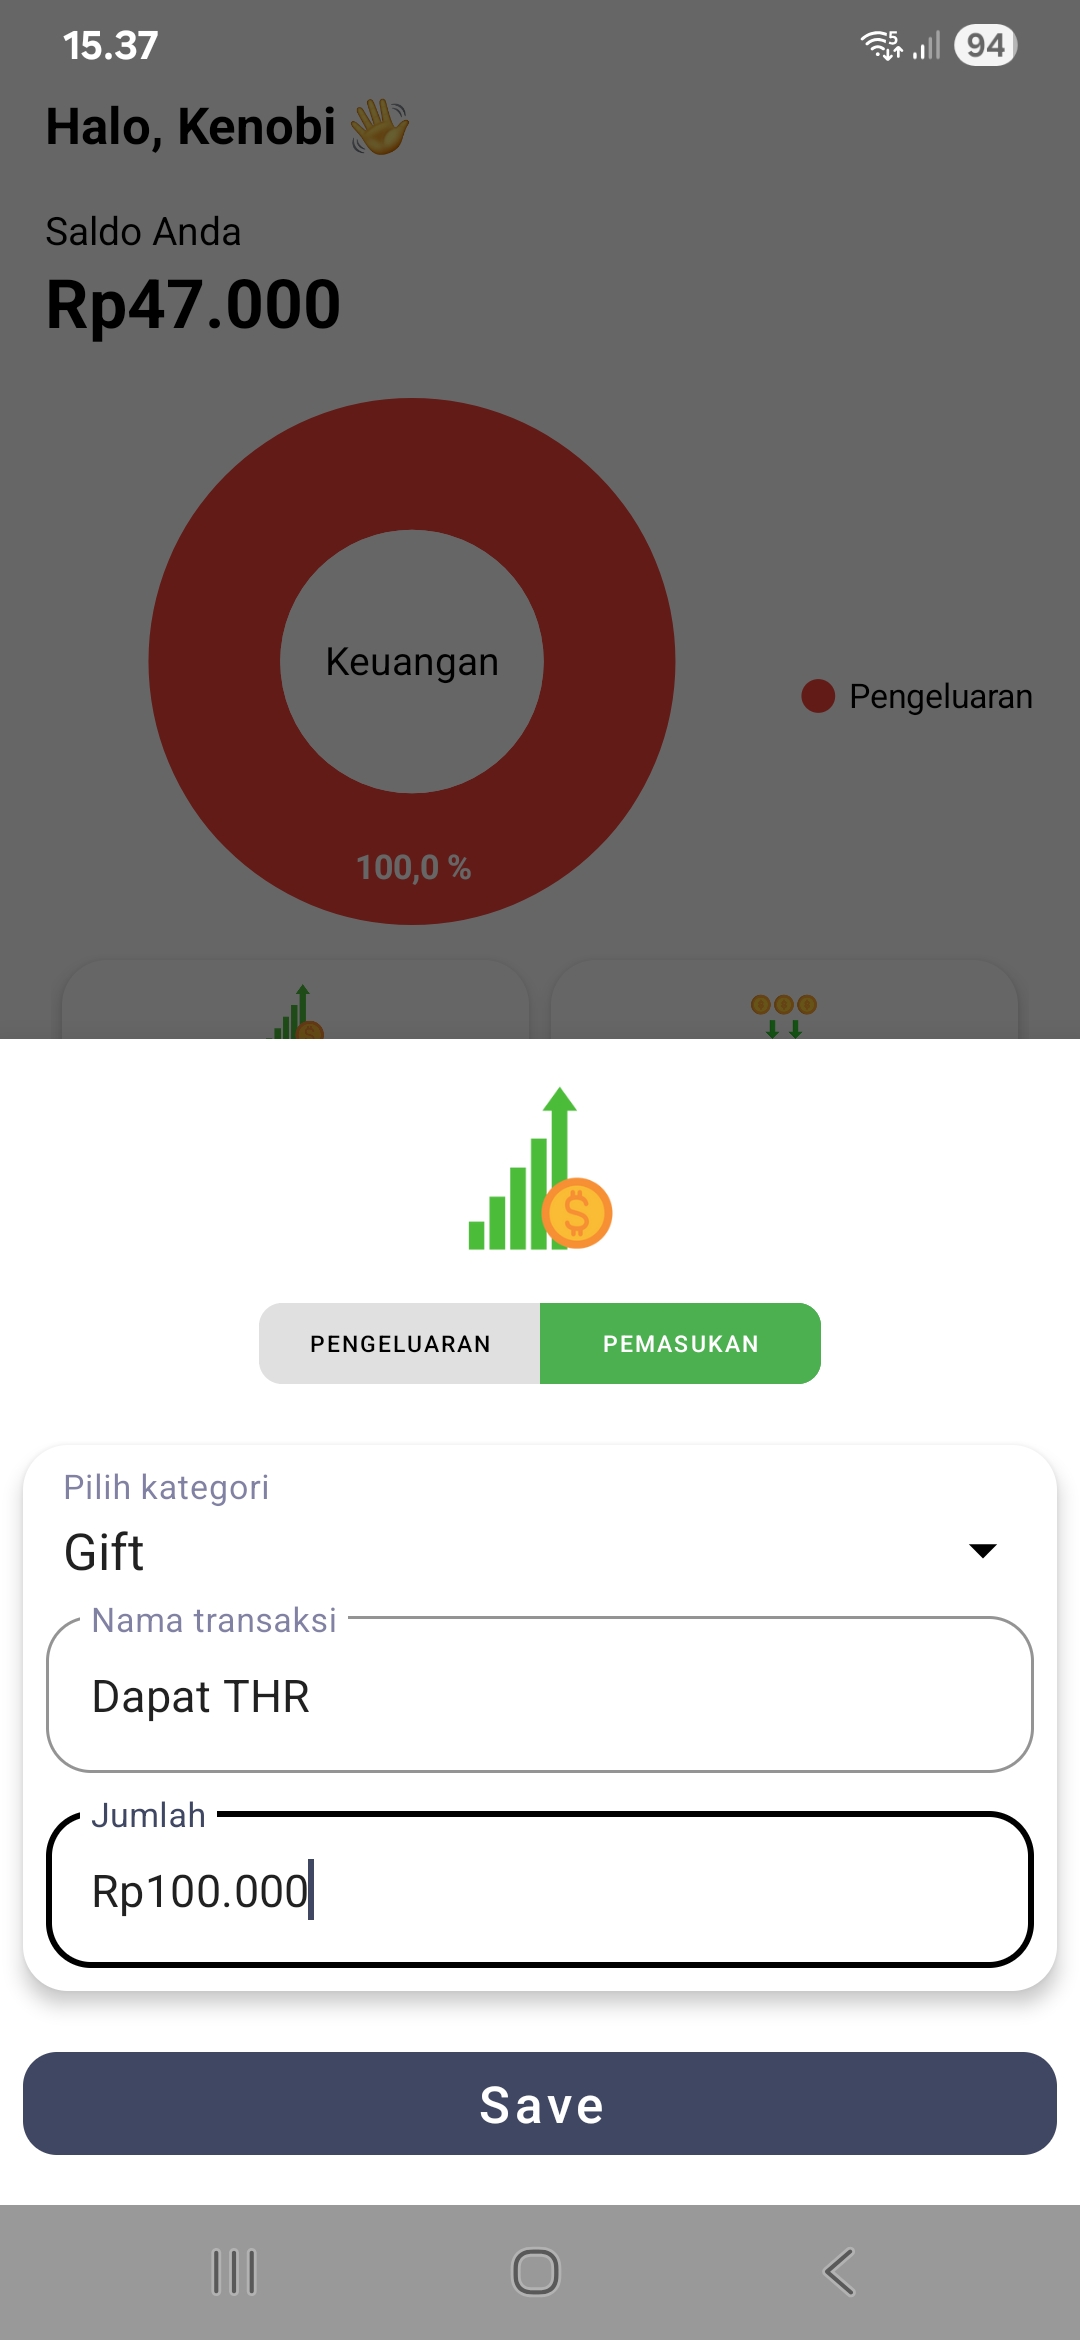 15.37
5
94
Halo, Kenobi 👋
Saldo Anda
Rp47.000
Keuangan
Pengeluaran
100,0 %
$
PENGELUARAN
PEMASUKAN
Pilih kategori
Gift
Nama transaksi
Dapat THR
Jumlah
Rp100.000
Save